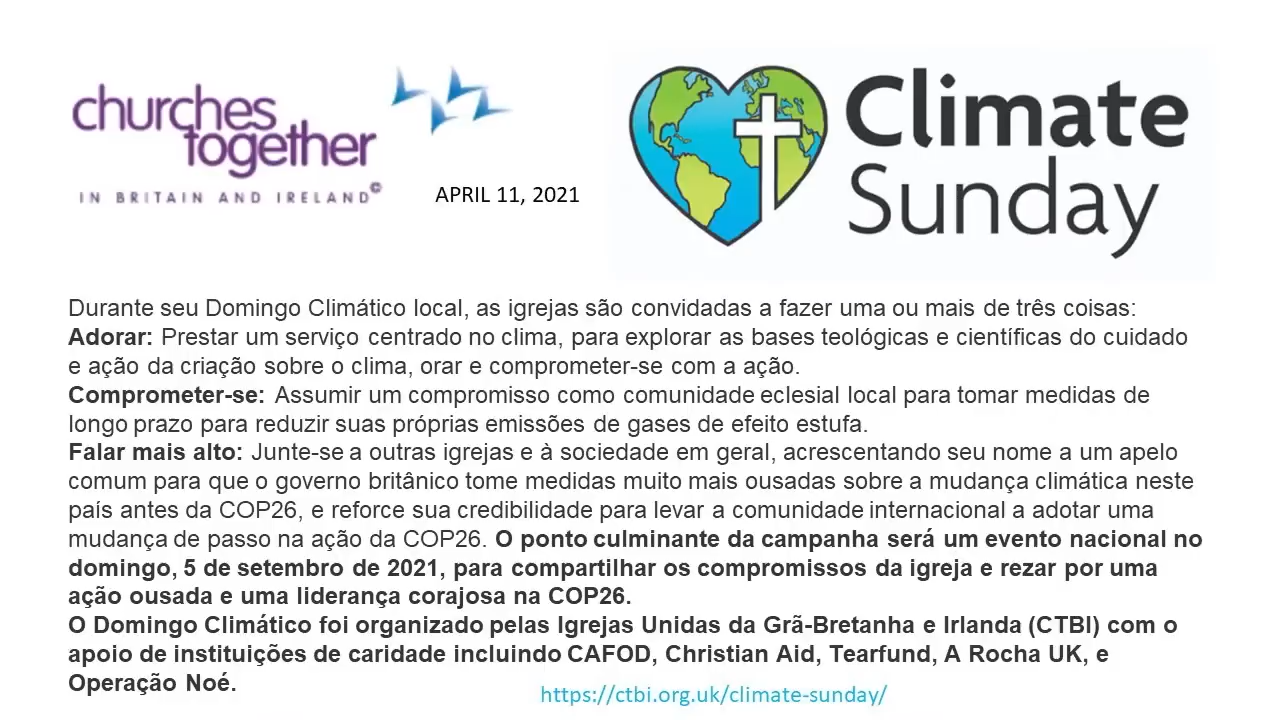 churches
together
IN BRITAIN AND IRELAND©
APRIL 11, 2021
Climate
Sunday
Durante seu Domingo Climático local, as igrejas são convidadas a fazer uma ou mais de três coisas:
Adorar: Prestar um serviço centrado no clima, para explorar as bases teológicas e científicas do cuidado
e ação da criação sobre o clima, orar e comprometer-se com a ação.
Comprometer-se: Assumir um compromisso como comunidade eclesial local para tomar medidas de
longo prazo para reduzir suas próprias emissões de gases de efeito estufa.
Falar mais alto: Junte-se a outras igrejas e à sociedade em geral, acrescentando seu nome a um apelo
comum para que o governo britânico tome medidas muito mais ousadas sobre a mudança climática neste
país antes da COP26, e reforce sua credibilidade para levar a comunidade internacional a adotar uma
mudança de passo na ação da COP26. O ponto culminante da campanha será um evento nacional no
domingo, 5 de setembro de 2021, para compartilhar os compromissos da igreja e rezar por uma
ação ousada e uma liderança corajosa na COP26.
O Domingo Climático foi organizado pelas Igrejas Unidas da Grã-Bretanha e Irlanda (CTBI) com o
apoio de instituições de caridade incluindo CAFOD, Christian Aid, Tearfund, A Rocha UK, e
Operação Noé.
https://ctbi.org.uk/climate-sunday/